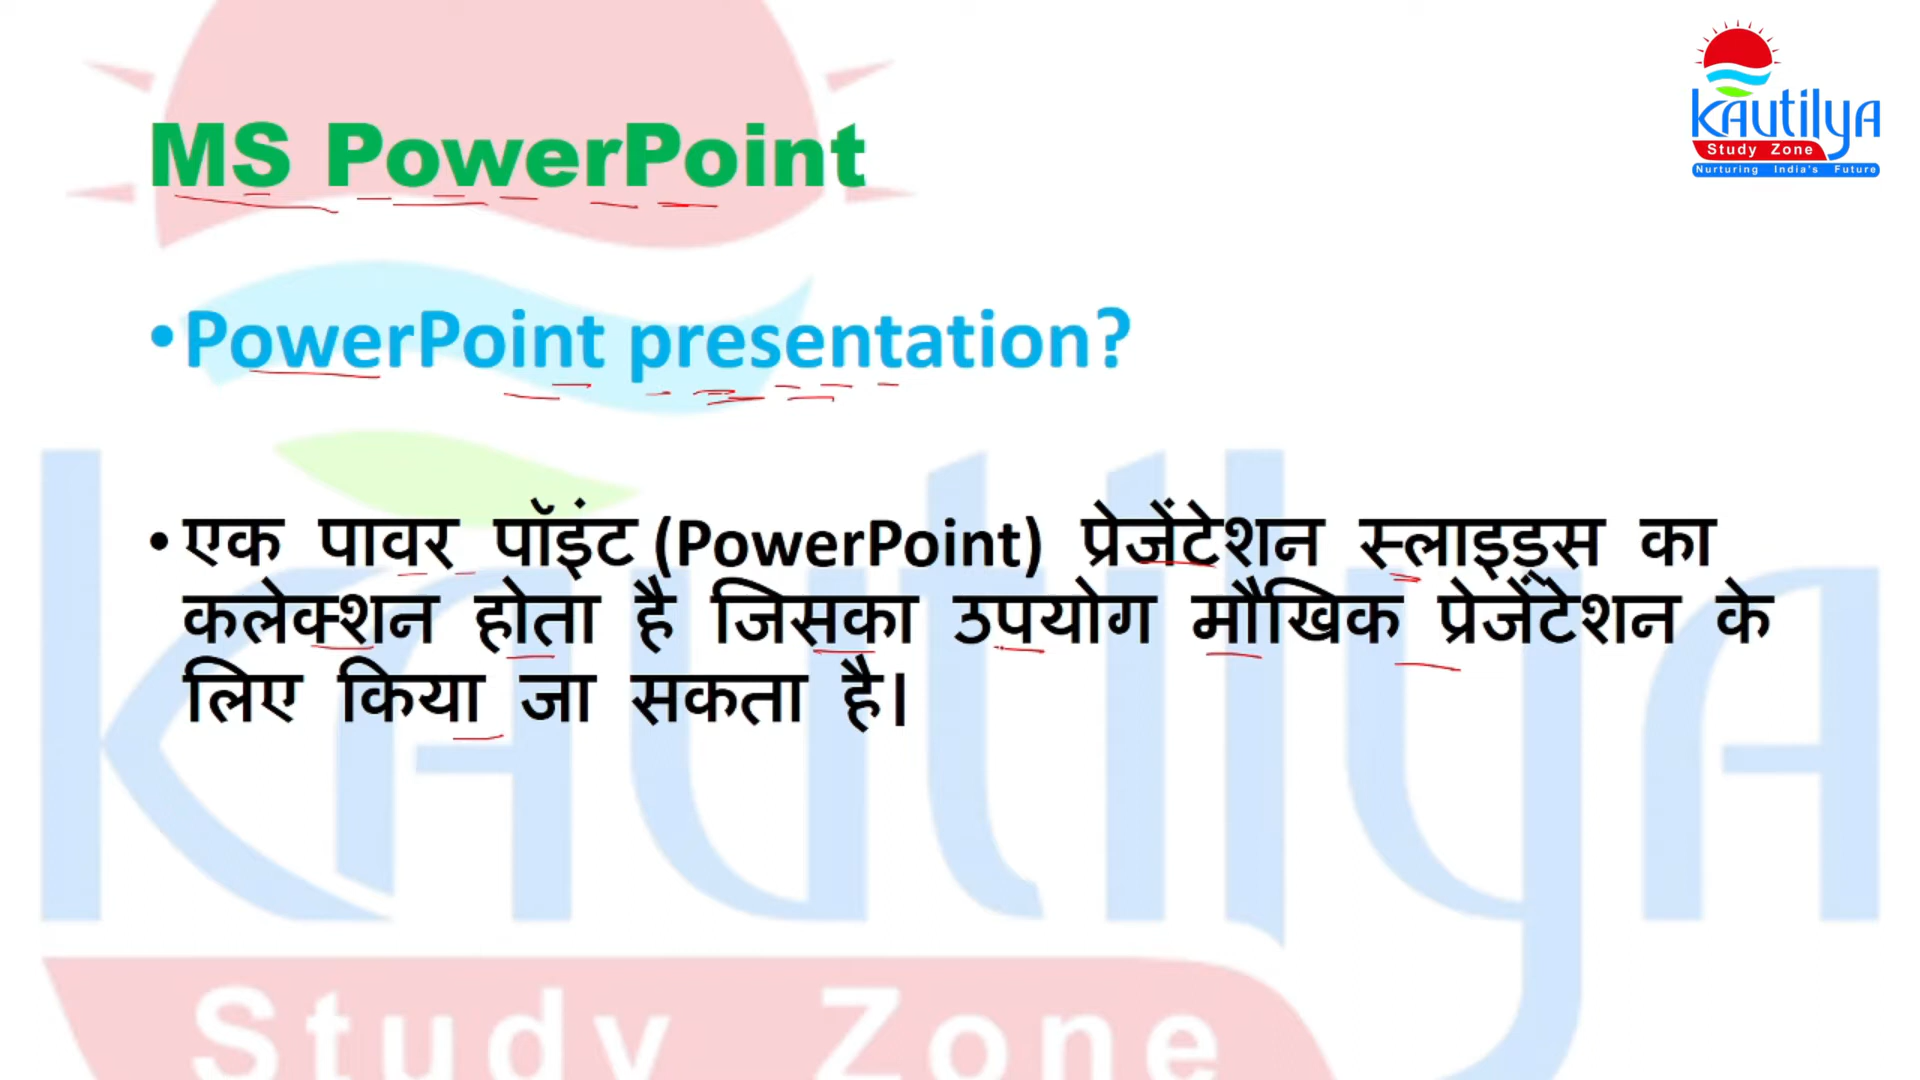 Kautilya
Study Zone
Nurturing India's Future
MS PowerPoint
•PowerPoint presentation?
• एक पावर पॉइंट (PowerPoint) प्रेजेंटेशन स्लाइड्स का
कलेक्शन होता है जिसका उपयोग मौखिक प्रेजेंटेशन के
लिए किया जा सकता है।
Kautilya
Study Zone